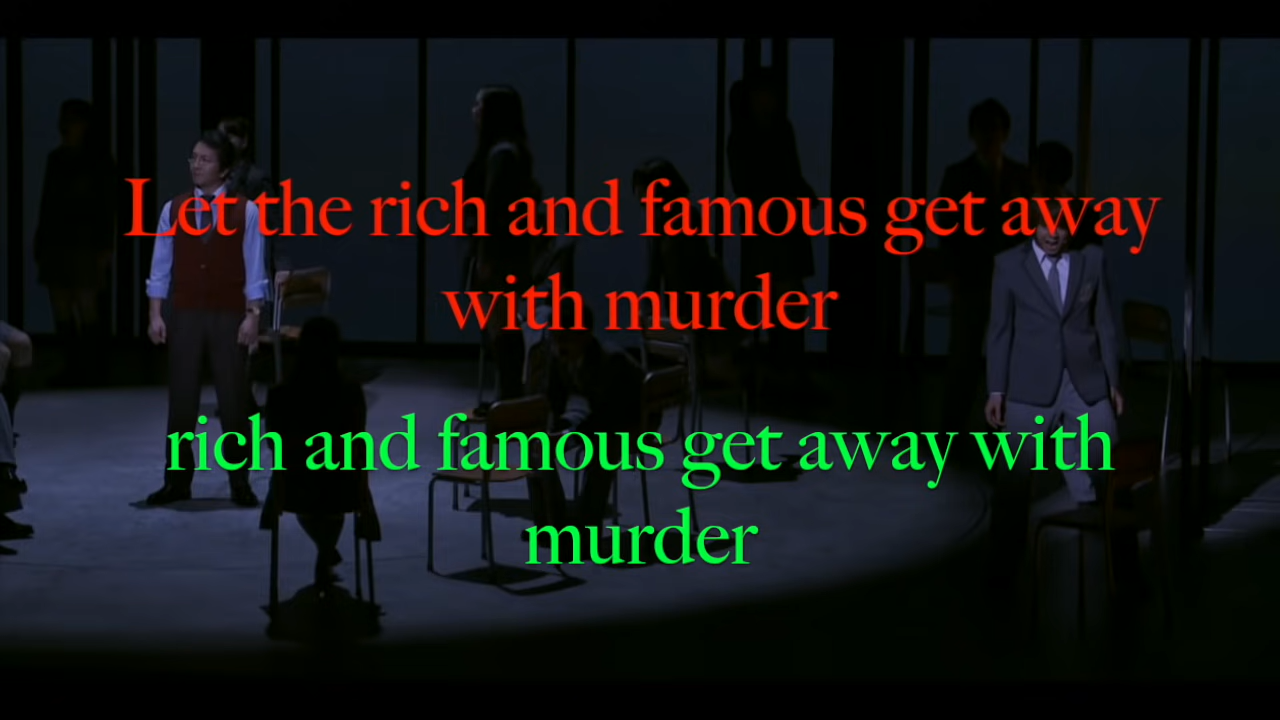 Let the rich and famous get away
with murder
rich and famous get away with
murder